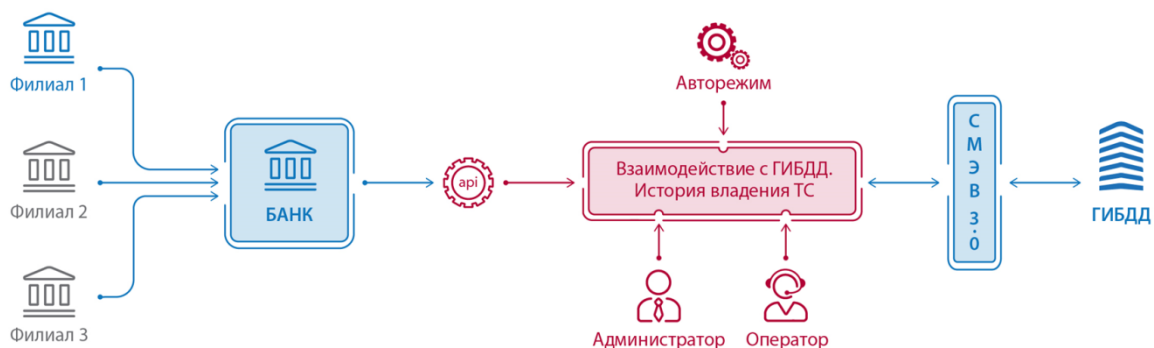 Филиал 1
Филиал 2
Филиал 3
БАНК
api
Авторежим
Взаимодействие с ГИБДД.
История владения ТС
Администратор
Оператор
СМЭВ 3.0
ГИБДД